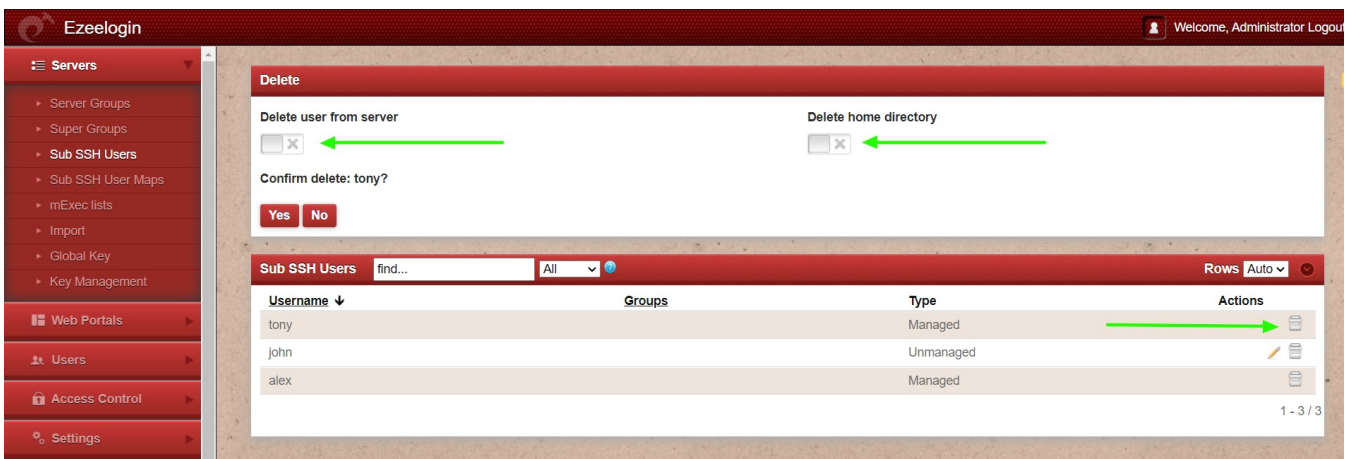 Ezeelogin
Welcome, Administrator Logout
Servers
Server Groups
Super Groups
Sub SSH Users
Sub SSH User Maps
mExec lists
Import
Global Key
Key Management
Web Portals
Users
Access Control
Settings
Delete
Delete user from server Delete home directory
Confirm delete: tony?
Yes No
Sub SSH Users find... All Rows Auto
Username Groups Type Actions
tony Managed
john Unmanaged
alex Managed
1 - 3 / 3